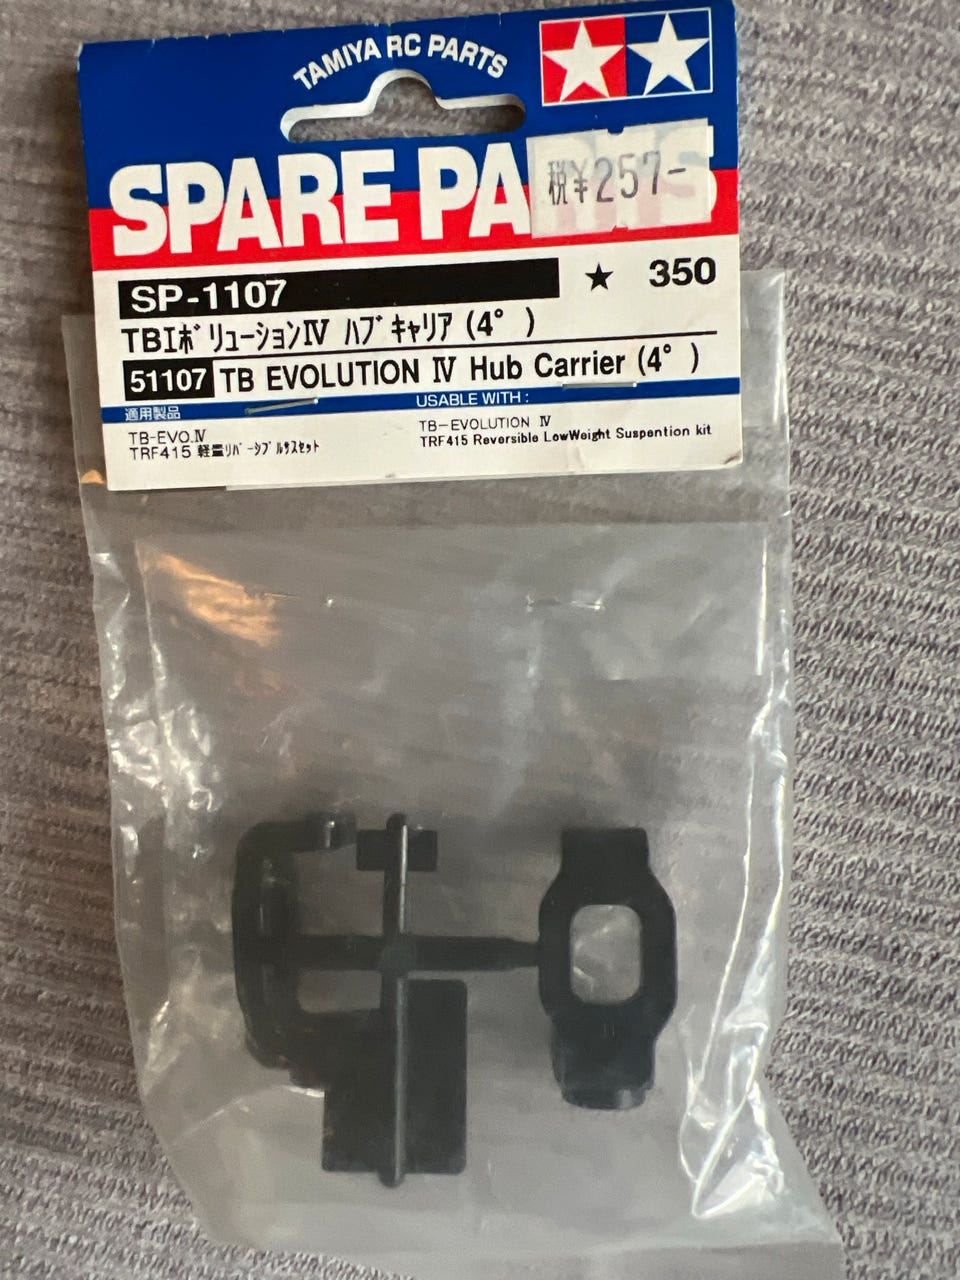 TAMIYA RC PARTS
SPARE PARTS
税¥257-
SP-1107
★ 350
TBエボリューションⅣ ハブキャリア (4°)
51107 TB EVOLUTION Ⅳ Hub Carrier (4°)
適用製品
USABLE WITH :
TB-EVO.Ⅳ
TRF415 軽量リバーシブルサスセット
TB-EVOLUTION Ⅳ
TRF415 Reversible LowWeight Suspention kit